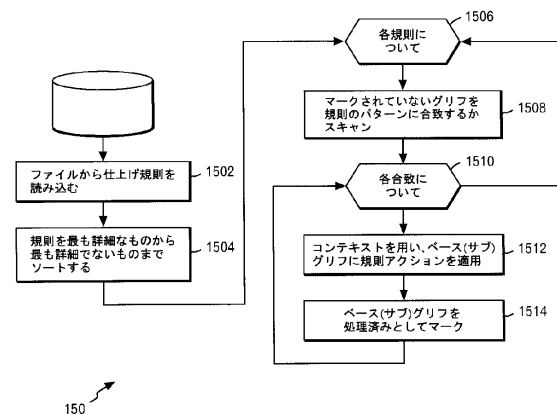 ファイルから仕上げ規則を
読み込む
1502
規則を最も詳細なものから
最も詳細でないものまで
ソートする
1504
各規則に
ついて
1506
マークされていないグリフを
規則のパターンに合致するか
スキャン
1508
各合致に
ついて
1510
コンテキストを用い、ベース(サブ)
グリフに規則アクションを適用
1512
ベース(サブ)グリフを
処理済みとしてマーク
1514
150